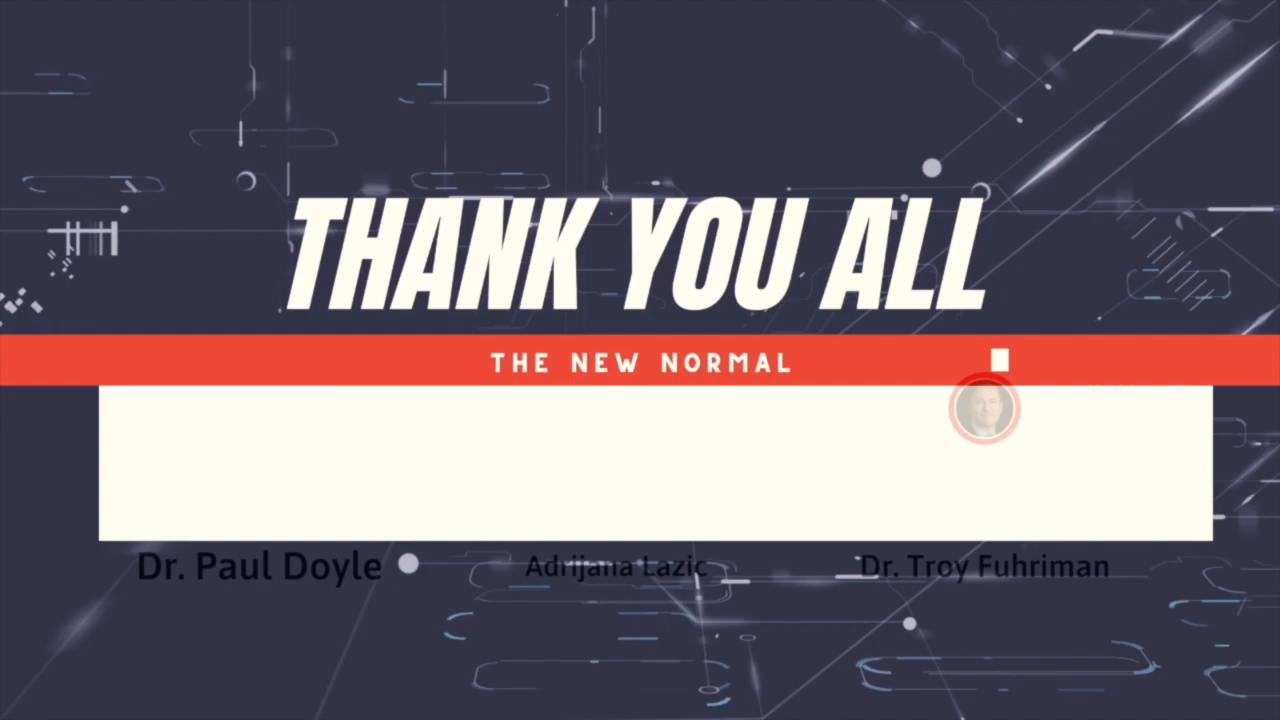 THANK YOU ALL
THE NEW NORMAL
Dr. Paul Doyle
Adrijana Lazic
Dr. Troy Fuhriman